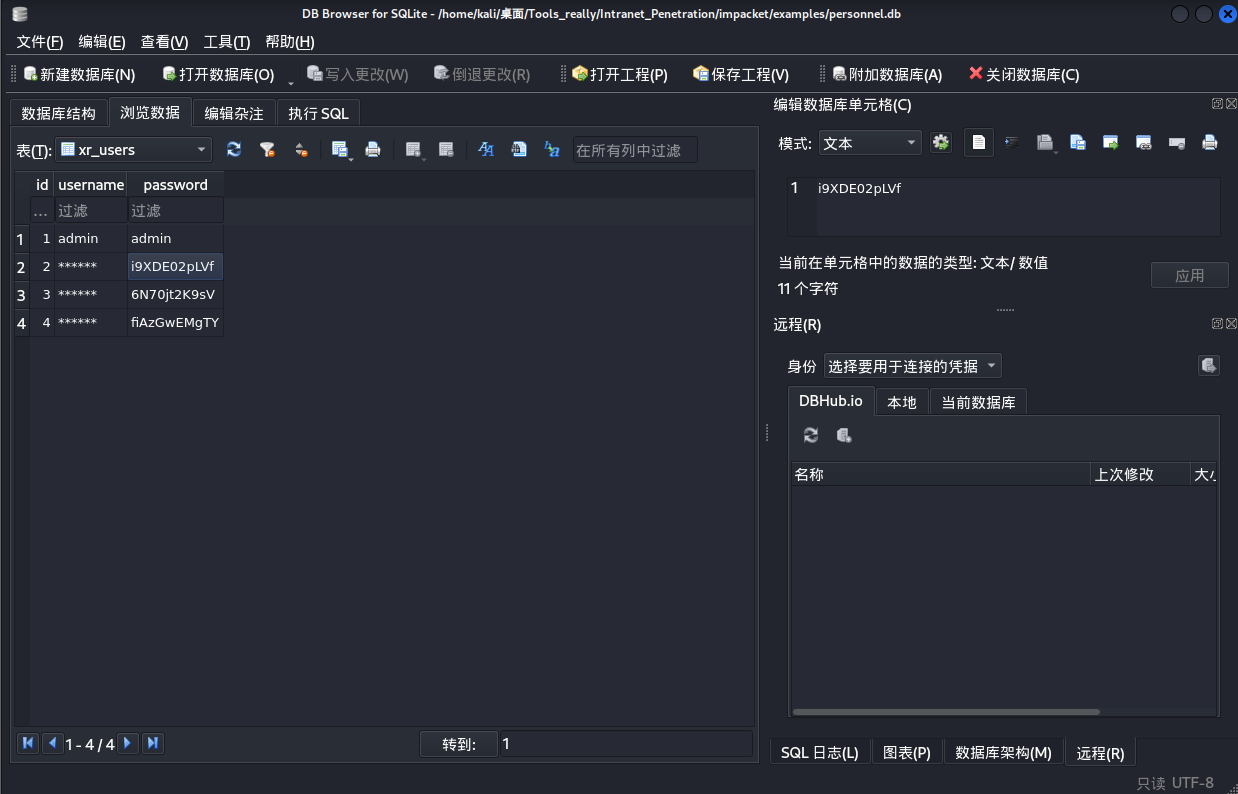 DB Browser for SQLite - /home/kali/桌面/Tools_really/Intranet_Penetration/impacket/examples/personnel.db
文件(F) 编辑(E) 查看(V) 工具(T) 帮助(H)
新建数据库(N) 打开数据库(O) 写入更改(W) 倒退更改(R) 打开工程(P) 保存工程(V) 附加数据库(A) 关闭数据库(C)
数据库结构 浏览数据 编辑杂注 执行 SQL
表(T): xr_users 在所有列中过滤
id username password
... 过滤 过滤
1 1 admin admin
2 2 ****** i9XDE02pLVf
3 3 ****** 6N70jt2K9sV
4 4 ****** fiAzGwEMgTY
1 - 4 / 4 转到: 1
编辑数据库单元格(C)
模式: 文本
1 i9XDE02pLVf
当前在单元格中的数据的类型: 文本/ 数值
11 个字符
应用
远程(R)
身份 选择要用于连接的凭据
DBHub.io 本地 当前数据库
名称 上次修改
SQL 日志(L) 图表(P) 数据库架构(M) 远程(R)
只读 UTF-8